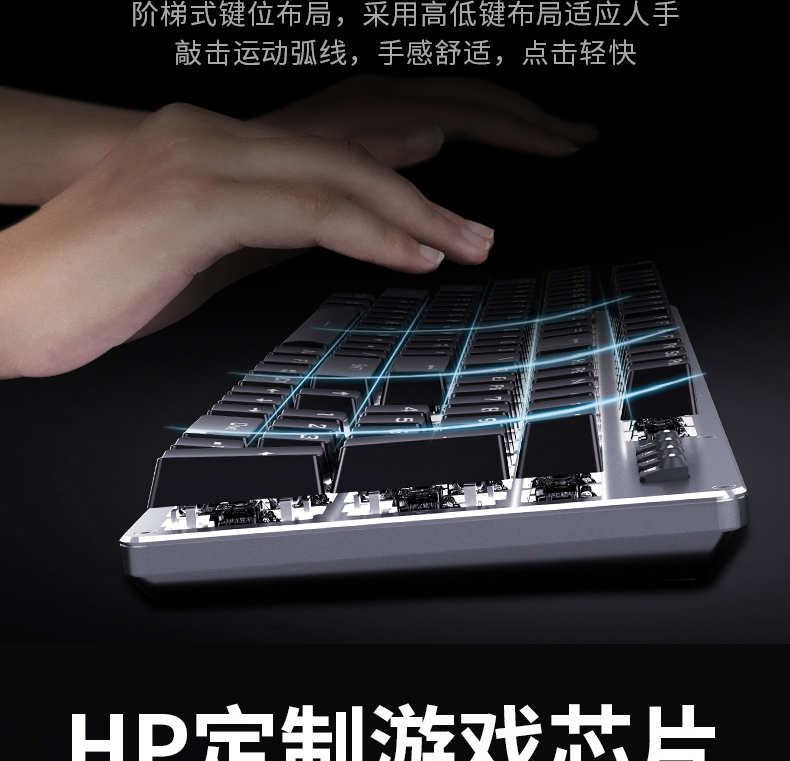 阶梯式键位布局，采用高低键布局适应人手
敲击运动弧线，手感舒适，点击轻快
HP定制游戏芯片